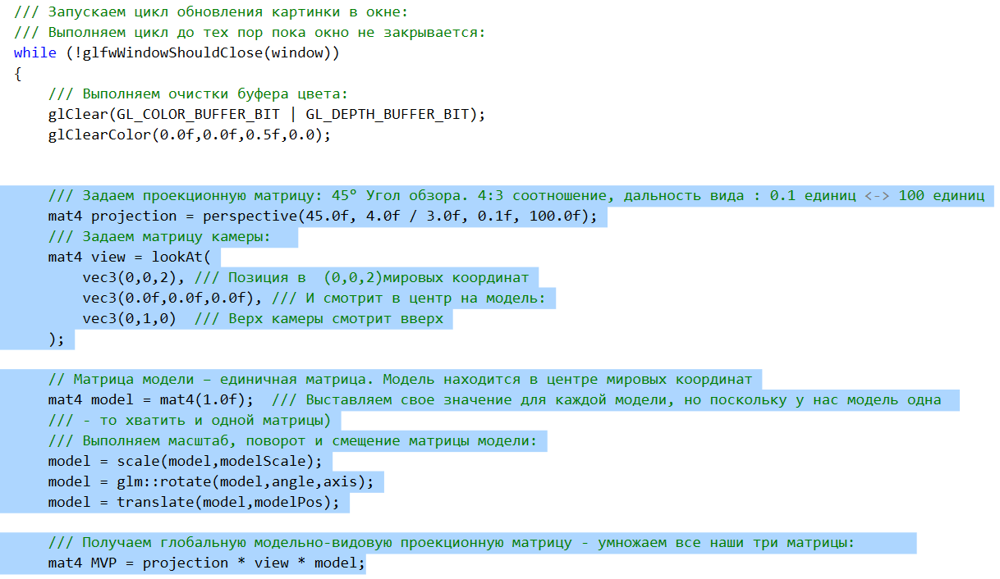 /// Запускаем цикл обновления картинки в окне:
/// Выполняем цикл до тех пор пока окно не закрывается:
while (!glfwWindowShouldClose(window))
{
    /// Выполняем очистки буфера цвета:
    glClear(GL_COLOR_BUFFER_BIT | GL_DEPTH_BUFFER_BIT);
    glClearColor(0.0f,0.0f,0.5f,0.0);
    /// Задаем проекционную матрицу: 45º Угол обзора. 4:3 соотношение, дальность вида : 0.1 единиц <-> 100 единиц
    mat4 projection = perspective(45.0f, 4.0f / 3.0f, 0.1f, 100.0f);
    /// Задаем матрицу камеры:
    mat4 view = lookAt(
        vec3(0,0,2), /// Позиция в  (0,0,2)мировых координат
        vec3(0.0f,0.0f,0.0f), /// И смотрит в центр на модель:
        vec3(0,1,0)  /// Верх камеры смотрит вверх
    );
    // Матрица модели – единичная матрица. Модель находится в центре мировых координат
    mat4 model = mat4(1.0f);  /// Выставляем свое значение для каждой модели, но поскольку у нас модель одна
    /// - то хватить и одной матрицы)
    /// Выполняем масштаб, поворот и смещение матрицы модели:
    model = scale(model,modelScale);
    model = glm::rotate(model,angle,axis);
    model = translate(model,modelPos);
    /// Получаем глобальную модельно-видовую проекционную матрицу - умножаем все наши три матрицы:
    mat4 MVP = projection * view * model;